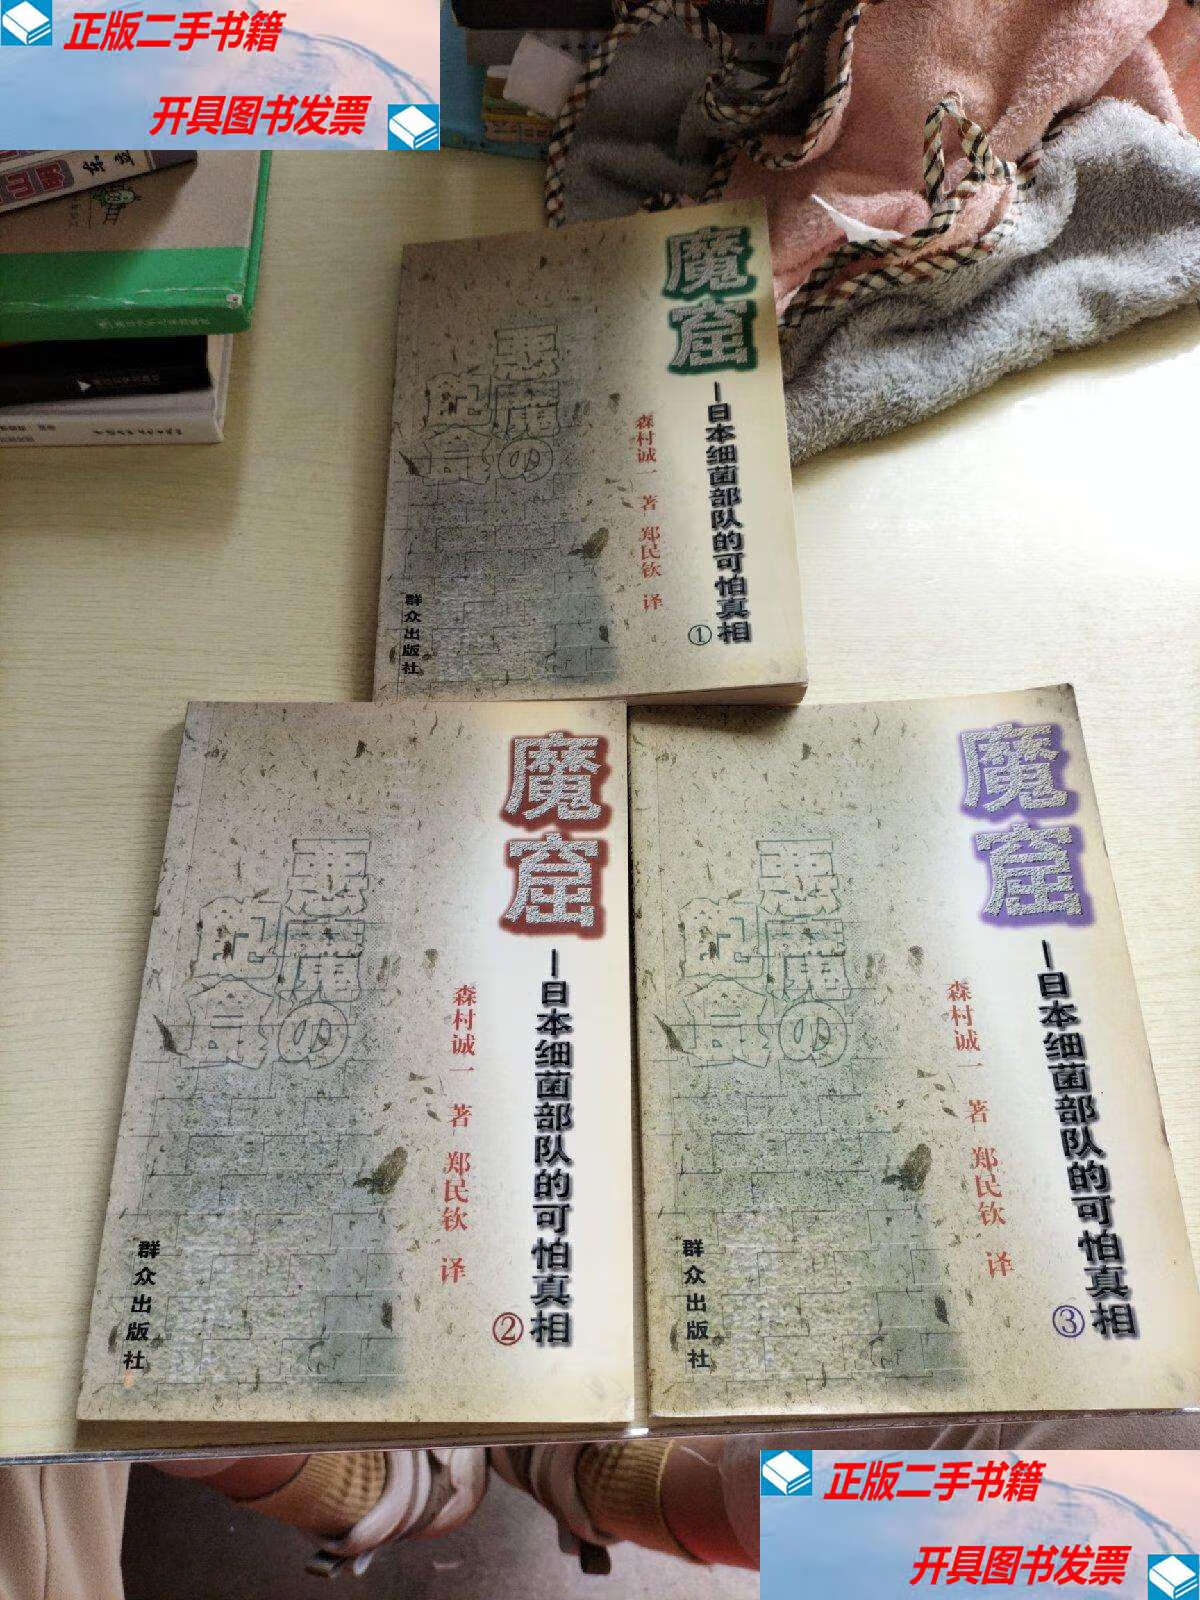 正版二手书籍
开具图书发票
魔窟
—日本细菌部队的可怕真相
①
森村诚一 著 郑民钦 译
悪魔の
飽食
群众出版社
魔窟
—日本细菌部队的可怕真相
②
森村诚一 著 郑民钦 译
悪魔の
飽食
群众出版社
魔窟
—日本细菌部队的可怕真相
③
森村诚一 著 郑民钦 译
悪魔の
飽食
群众出版社
正版二手书籍
开具图书发票